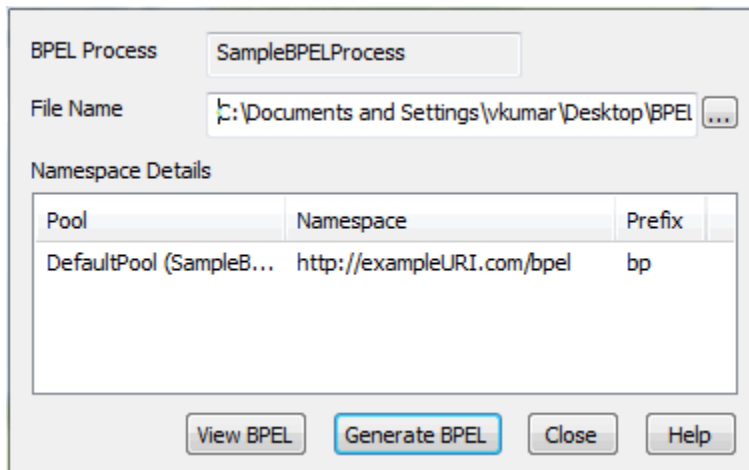 BPEL Process SampleBPELProcess
File Name C:\Documents and Settings\vkumar\Desktop\BPEL ...
Namespace Details
Pool Namespace Prefix
DefaultPool (SampleB... http://exampleURI.com/bpel bp
View BPEL Generate BPEL Close Help